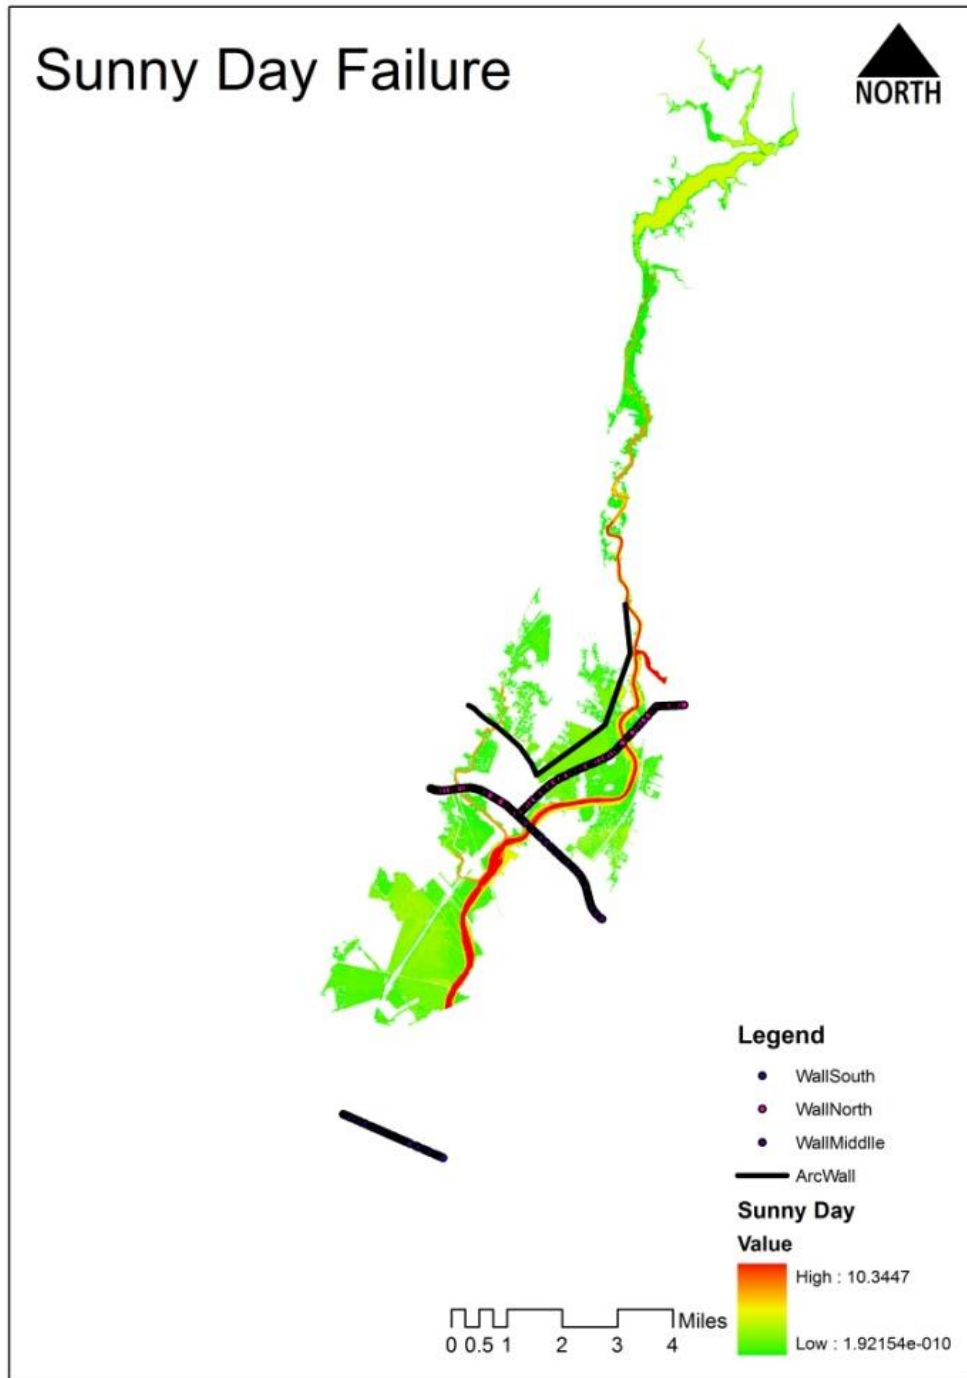 Sunny Day Failure
NORTH
Legend
WallSouth
WallNorth
WallMiddlle
ArcWall
Sunny Day
Value
High : 10.3447
Low : 1.92154e-010
Miles
0 0.5 1 2 3 4